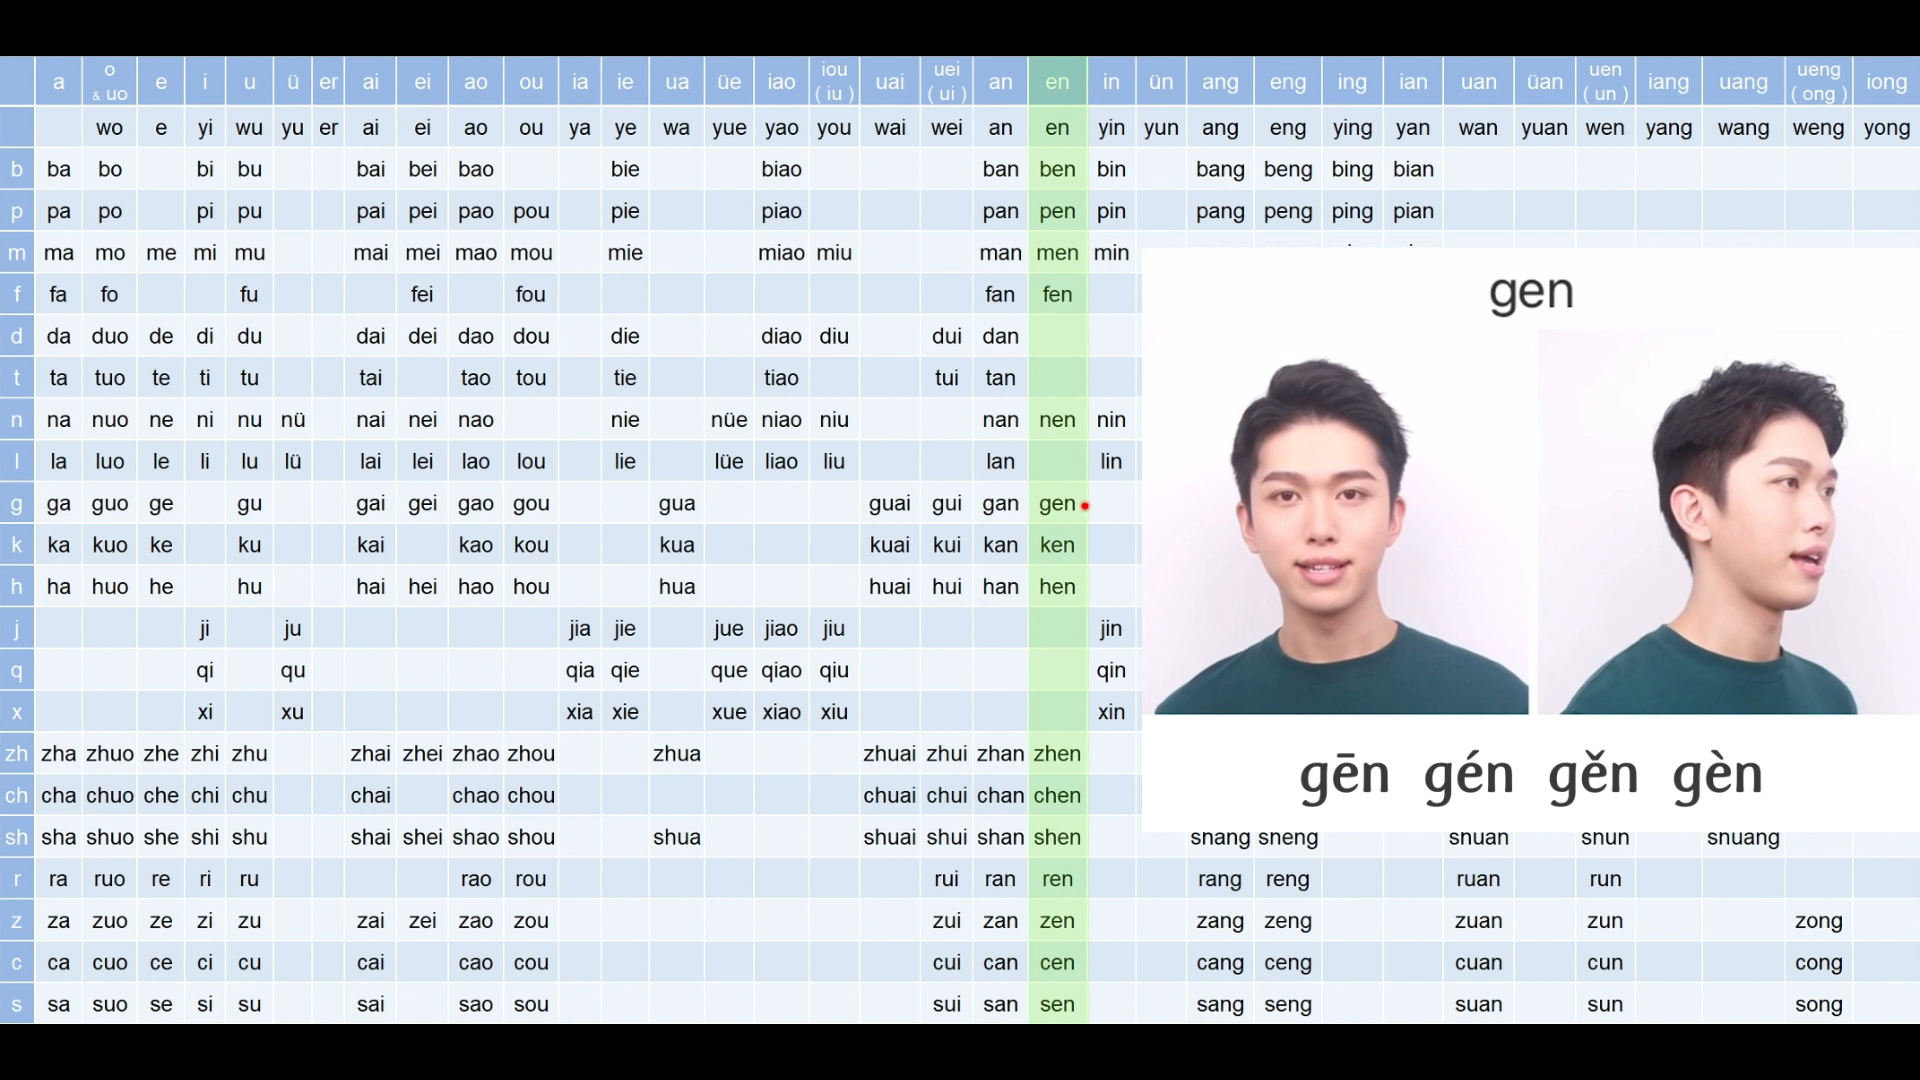 a o & uo e i u ü er ai ei ao ou ia ie ua üe iao iou ( iu ) uai uei ( ui ) an en in ün ang eng ing ian uan üan uen ( un ) iang uang ueng ( ong ) iong
wo e yi wu yu er ai ei ao ou ya ye wa yue yao you wai wei an en yin yun ang eng ying yan wan yuan wen yang wang weng yong
b ba bo bi bu bai bei bao bie biao ban ben bin bang beng bing bian
p pa po pi pu pai pei pao pou pie piao pan pen pin pang peng ping pian
m ma mo me mi mu mai mei mao mou mie miao miu man men min
f fa fo fu fei fou fan fen
d da duo de di du dai dei dao dou die diao diu dui dan
t ta tuo te ti tu tai tao tou tie tiao tui tan
n na nuo ne ni nu nü nai nei nao nie nüe niao niu nan nen nin
l la luo le li lu lü lai lei lao lou lie lüe liao liu lan lin
g ga guo ge gu gai gei gao gou gua guai gui gan gen
k ka kuo ke ku kai kao kou kua kuai kui kan ken
h ha huo he hu hai hei hao hou hua huai hui han hen
j ji ju jia jie jue jiao jiu jin
q qi qu qia qie que qiao qiu qin
x xi xu xia xie xue xiao xiu xin
zh zha zhuo zhe zhi zhu zhai zhei zhao zhou zhua zhuai zhui zhan zhen
ch cha chuo che chi chu chai chao chou chuai chui chan chen
sh sha shuo she shi shu shai shei shao shou shua shuai shui shan shen shang sheng shuan shun shuang
r ra ruo re ri ru rao rou rui ran ren rang reng ruan run
z za zuo ze zi zu zai zei zao zou zui zan zen zang zeng zuan zun zong
c ca cuo ce ci cu cai cao cou cui can cen cang ceng cuan cun cong
s sa suo se si su sai sao sou sui san sen sang seng suan sun song
gen
gēn gén gěn gèn